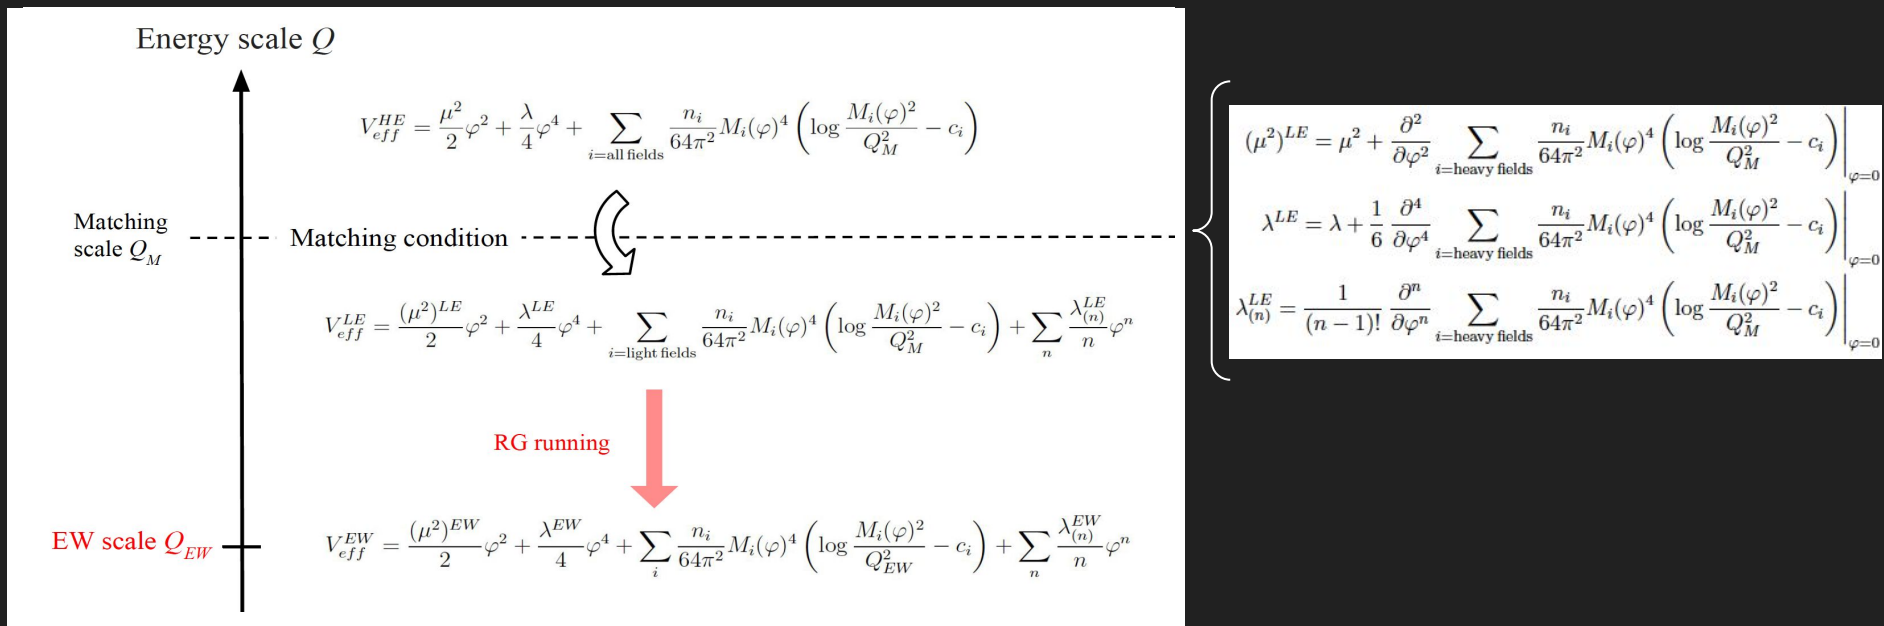 Energy scale Q
V_{eff}^{HE} = \frac{\mu^2}{2}\varphi^2 + \frac{\lambda}{4}\varphi^4 + \sum_{i=\text{all fields}} \frac{n_i}{64\pi^2} M_i(\varphi)^4 \left( \log \frac{M_i(\varphi)^2}{Q_M^2} - c_i \right)
Matching
scale Q_M
Matching condition
V_{eff}^{LE} = \frac{(\mu^2)^{LE}}{2}\varphi^2 + \frac{\lambda^{LE}}{4}\varphi^4 + \sum_{i=\text{light fields}} \frac{n_i}{64\pi^2} M_i(\varphi)^4 \left( \log \frac{M_i(\varphi)^2}{Q_M^2} - c_i \right) + \sum_n \frac{\lambda_{(n)}^{LE}}{n}\varphi^n
RG running
EW scale Q_{EW}
V_{eff}^{EW} = \frac{(\mu^2)^{EW}}{2}\varphi^2 + \frac{\lambda^{EW}}{4}\varphi^4 + \sum_i \frac{n_i}{64\pi^2} M_i(\varphi)^4 \left( \log \frac{M_i(\varphi)^2}{Q_{EW}^2} - c_i \right) + \sum_n \frac{\lambda_{(n)}^{EW}}{n}\varphi^n
(\mu^2)^{LE} = \mu^2 + \frac{\partial^2}{\partial\varphi^2} \sum_{i=\text{heavy fields}} \frac{n_i}{64\pi^2} M_i(\varphi)^4 \left( \log \frac{M_i(\varphi)^2}{Q_M^2} - c_i \right) \Big|_{\varphi=0}
\lambda^{LE} = \lambda + \frac{1}{6} \frac{\partial^4}{\partial\varphi^4} \sum_{i=\text{heavy fields}} \frac{n_i}{64\pi^2} M_i(\varphi)^4 \left( \log \frac{M_i(\varphi)^2}{Q_M^2} - c_i \right) \Big|_{\varphi=0}
\lambda_{(n)}^{LE} = \frac{1}{(n-1)!} \frac{\partial^n}{\partial\varphi^n} \sum_{i=\text{heavy fields}} \frac{n_i}{64\pi^2} M_i(\varphi)^4 \left( \log \frac{M_i(\varphi)^2}{Q_M^2} - c_i \right) \Big|_{\varphi=0}